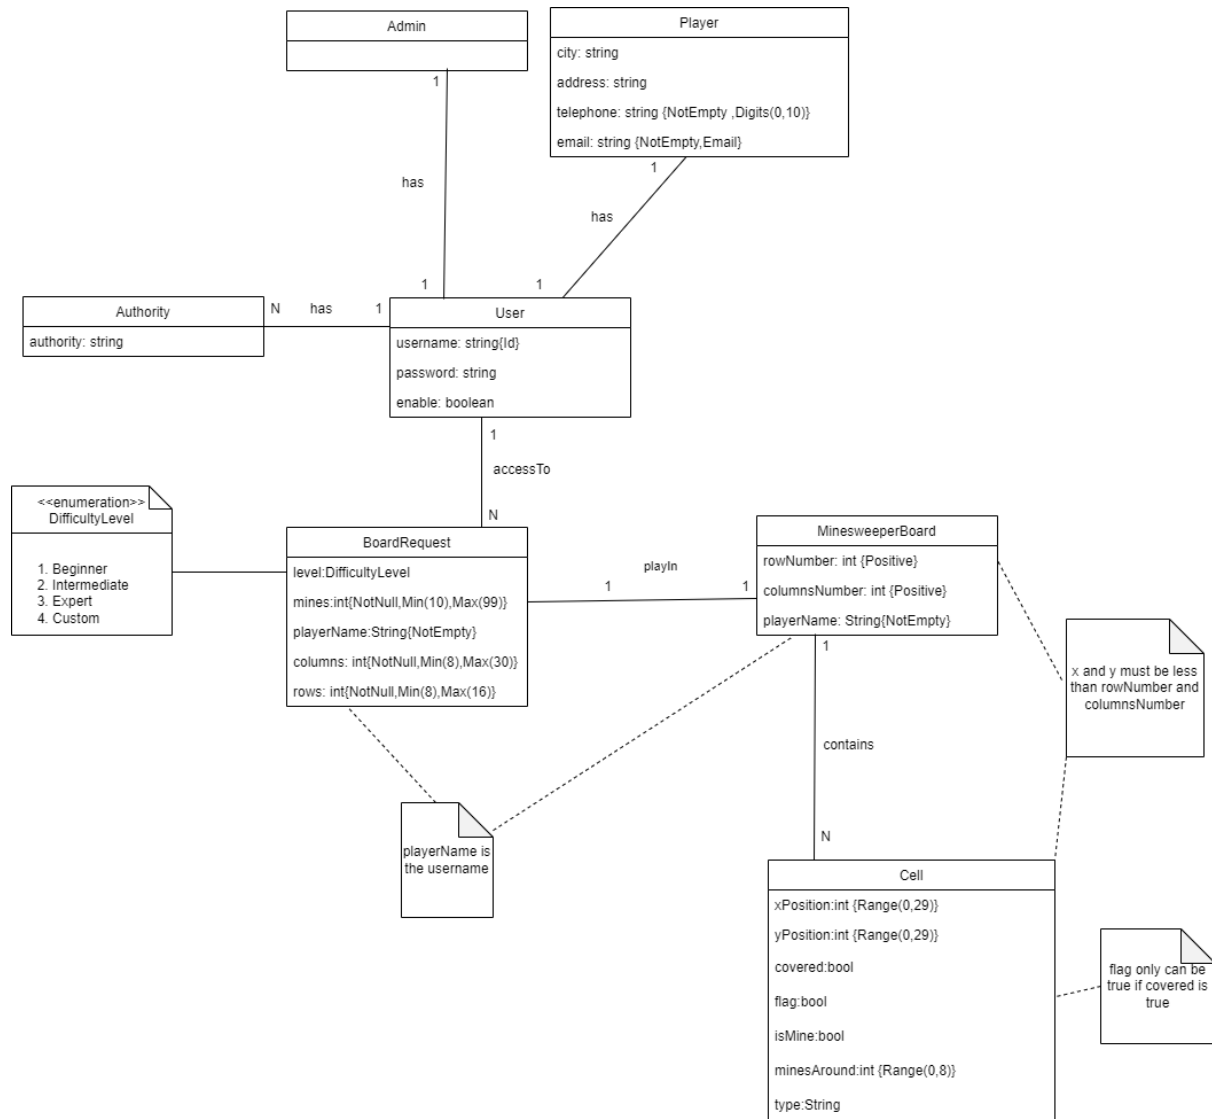 Admin
Player
city: string
address: string
telephone: string {NotEmpty ,Digits(0,10)}
email: string {NotEmpty,Email}
1
1
has
has
1
1
Authority
authority: string
N
has
1
User
username: string{Id}
password: string
enable: boolean
1
accessTo
N
<<enumeration>>
DifficultyLevel
1. Beginner
2. Intermediate
3. Expert
4. Custom
BoardRequest
level:DifficultyLevel
mines:int{NotNull,Min(10),Max(99)}
playerName:String{NotEmpty}
columns: int{NotNull,Min(8),Max(30)}
rows: int{NotNull,Min(8),Max(16)}
playIn
1
1
MinesweeperBoard
rowNumber: int {Positive}
columnsNumber: int {Positive}
playerName: String{NotEmpty}
1
x and y must be less
than rowNumber and
columnsNumber
contains
playerName is
the username
N
Cell
xPosition:int {Range(0,29)}
yPosition:int {Range(0,29)}
covered:bool
flag:bool
isMine:bool
minesAround:int {Range(0,8)}
type:String
flag only can be
true if covered is
true